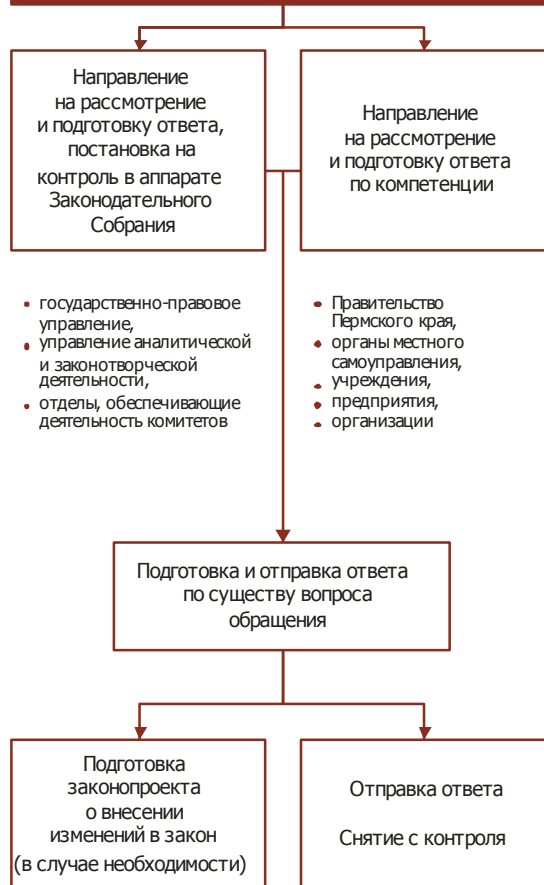 Направление
на рассмотрение
и подготовку ответа,
постановка на
контроль в аппарате
Законодательного
Собрания
Направление
на рассмотрение
и подготовку ответа
по компетенции
• государственно-правовое
управление,
• управление аналитической
и законотворческой
деятельности,
• отделы, обеспечивающие
деятельность комитетов
• Правительство
Пермского края,
• органы местного
самоуправления,
• учреждения,
• предприятия,
• организации
Подготовка и отправка ответа
по существу вопроса
обращения
Подготовка
законопроекта
о внесении
изменений в закон
(в случае необходимости)
Отправка ответа
Снятие с контроля